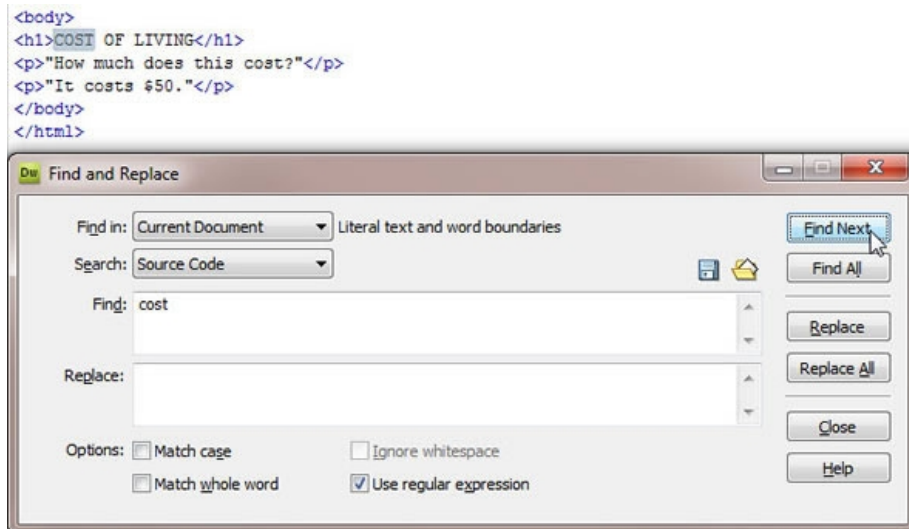 <body>
<h1>COST OF LIVING</h1>
<p>"How much does this cost?"</p>
<p>"It costs $50."</p>
</body>
</html>
Dw Find and Replace
Find in: Current Document Literal text and word boundaries Find Next
Search: Source Code Find All
Find: cost
Replace
Replace: Replace All
Close
Options: Match case Ignore whitespace
Help
Match whole word Use regular expression